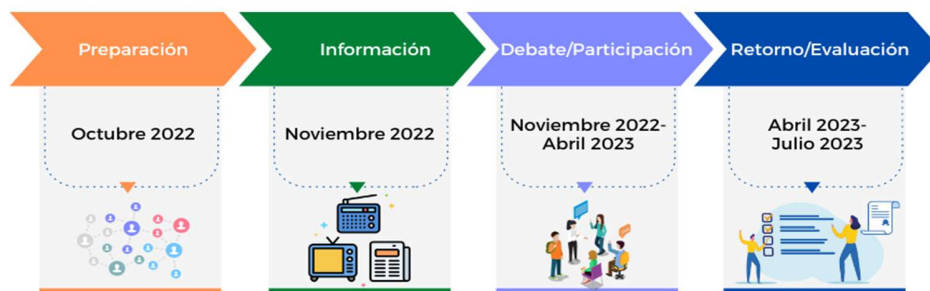 Preparación
Información
Debate/Participación
Retorno/Evaluación
Octubre 2022
Noviembre 2022
Noviembre 2022-
Abril 2023
Abril 2023-
Julio 2023